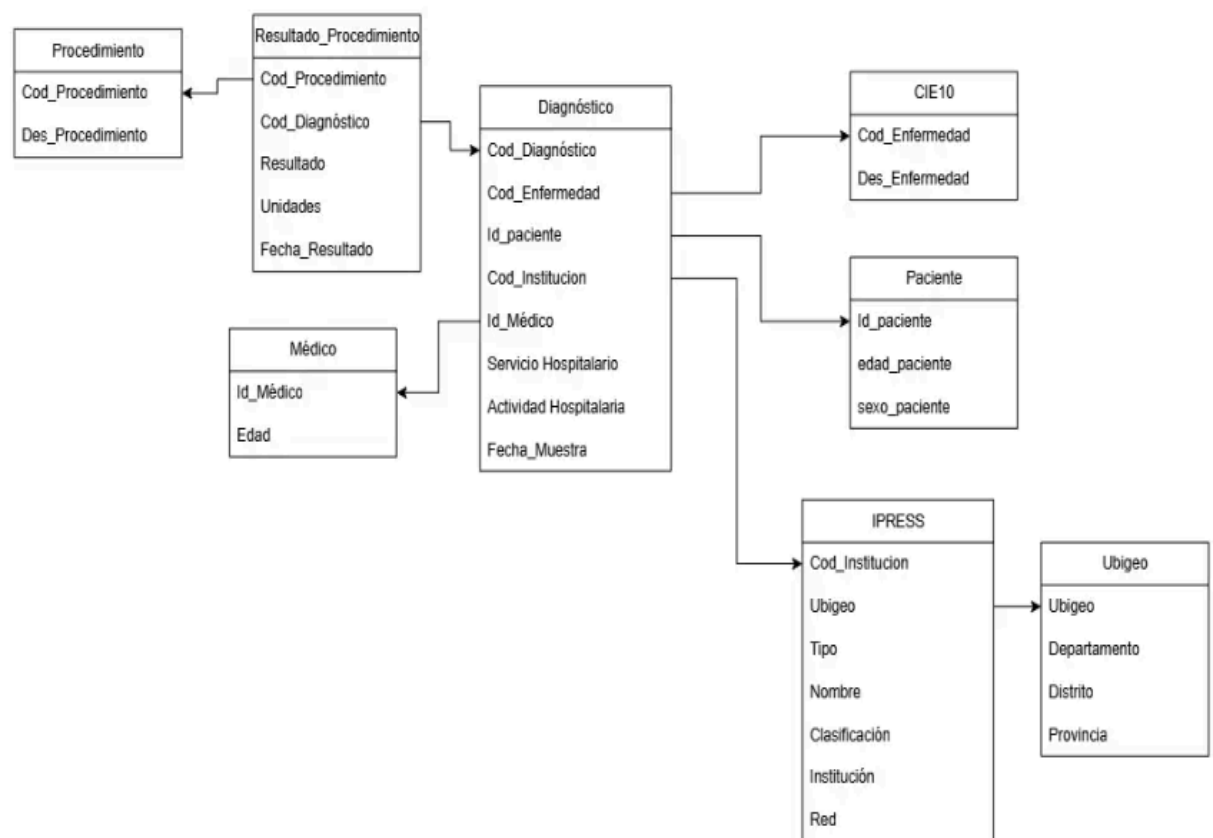 Procedimiento
Cod_Procedimiento
Des_Procedimiento
Resultado_Procedimiento
Cod_Procedimiento
Cod_Diagnóstico
Resultado
Unidades
Fecha_Resultado
Diagnóstico
Cod_Diagnóstico
Cod_Enfermedad
Id_paciente
Cod_Institucion
Id_Médico
Servicio Hospitalario
Actividad Hospitalaria
Fecha_Muestra
CIE10
Cod_Enfermedad
Des_Enfermedad
Paciente
Id_paciente
edad_paciente
sexo_paciente
Médico
Id_Médico
Edad
IPRESS
Cod_Institucion
Ubigeo
Tipo
Nombre
Clasificación
Institución
Red
Ubigeo
Ubigeo
Departamento
Distrito
Provincia